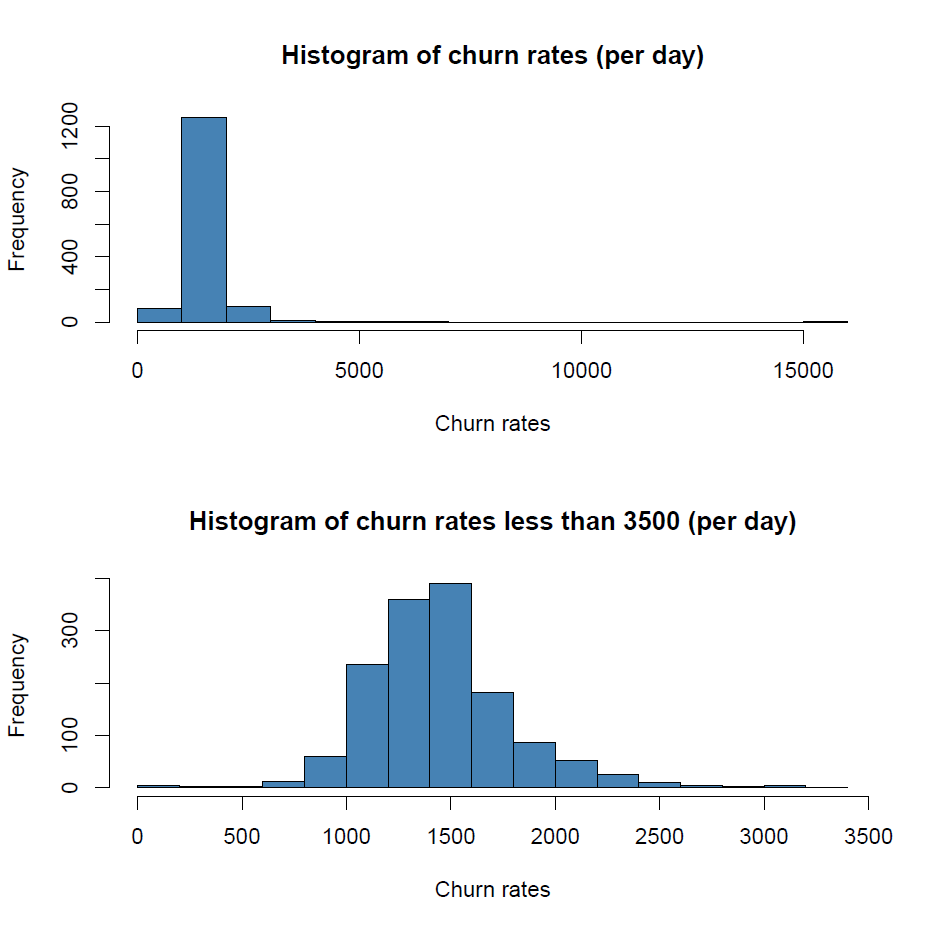 Histogram of churn rates (per day)
Frequency
1200
800
400
0
0 5000 10000 15000
Churn rates
Histogram of churn rates less than 3500 (per day)
Frequency
300
100
0
0 500 1000 1500 2000 2500 3000 3500
Churn rates